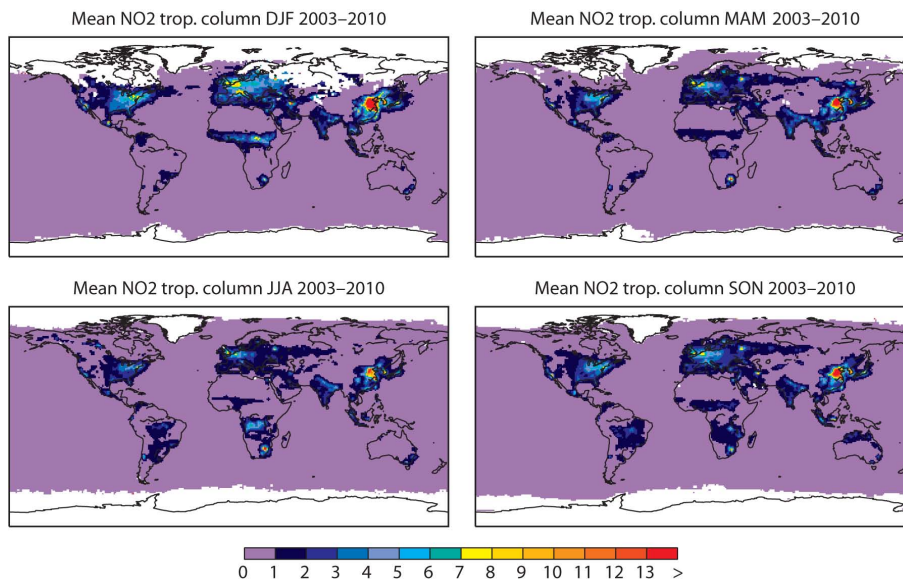 Mean NO2 trop. column DJF 2003–2010
Mean NO2 trop. column MAM 2003–2010
Mean NO2 trop. column JJA 2003–2010
Mean NO2 trop. column SON 2003–2010
0 1 2 3 4 5 6 7 8 9 10 11 12 13 >